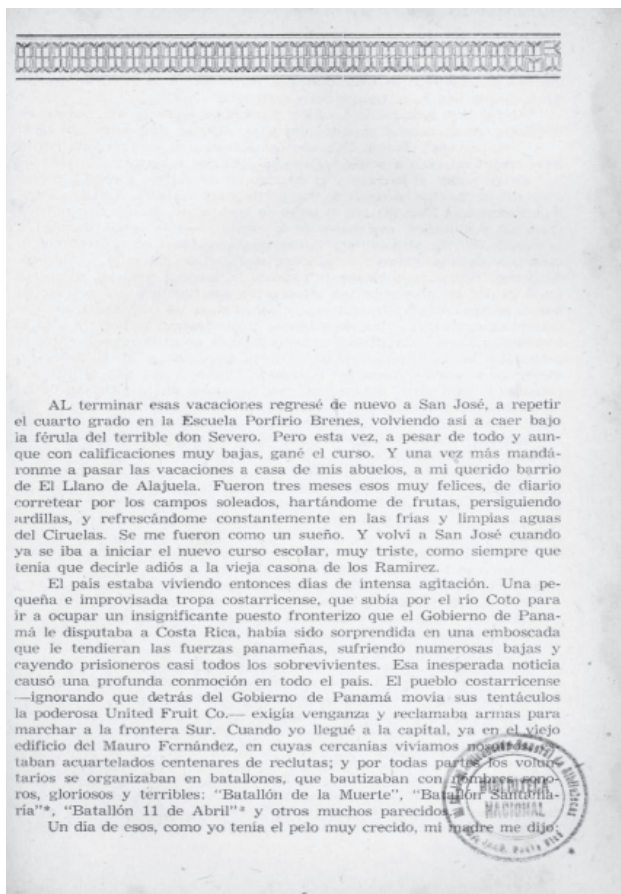 AL terminar esas vacaciones regresé de nuevo a San José, a repetir
el cuarto grado en la Escuela Porfirio Brenes, volviendo así a caer bajo
la férula del terrible don Severo. Pero esta vez, a pesar de todo y aun-
que con calificaciones muy bajas, gané el curso. Y una vez más mandá-
ronme a pasar las vacaciones a casa de mis abuelos, a mi querido barrio
de El Llano de Alajuela. Fueron tres meses esos muy felices, de diario
corretear por los campos soleados, hartándome de frutas, persiguiendo
ardillas, y refrescándome constantemente en las frías y limpias aguas
del Ciruelas. Se me fueron como un sueño. Y volví a San José cuando
ya se iba a iniciar el nuevo curso escolar, muy triste, como siempre que
tenía que decirle adiós a la vieja casona de los Ramírez.
El país estaba viviendo entonces días de intensa agitación. Una pe-
queña e improvisada tropa costarricense, que subía por el río Coto para
ir a ocupar un insignificante puesto fronterizo que el Gobierno de Pana-
má le disputaba a Costa Rica, había sido sorprendida en una emboscada
que le tendieran las fuerzas panameñas, sufriendo numerosas bajas y
cayendo prisioneros casi todos los sobrevivientes. Esa inesperada noticia
causó una profunda conmoción en todo el país. El pueblo costarricense
—ignorando que detrás del Gobierno de Panamá movía sus tentáculos
la poderosa United Fruit Co.— exigía venganza y reclamaba armas para
marchar a la frontera Sur. Cuando yo llegué a la capital, ya en el viejo
edificio del Mauro Fernández, en cuyas cercanías vivíamos
taban acuartelados centenares de reclutas; y por todas partes los volun-
tarios se organizaban en batallones, que bautizaban con nombres sono-
ros, gloriosos y terribles: "Batallón de la Muerte", "Batallón Santama-
ría"*, "Batallón 11 de Abril"² y otros muchos parecidos.
Un día de esos, como yo tenía el pelo muy crecido, mi madre me dijo:
BIBLIOTECA
NACIONAL